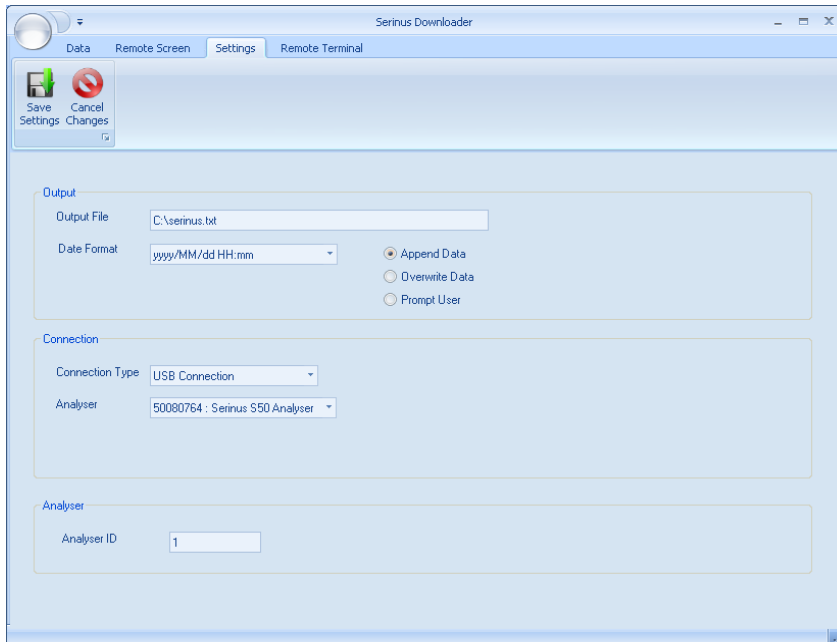 Serinus Downloader
Data Remote Screen Settings Remote Terminal
Save Settings
Cancel Changes
Output
Output File C:\serinus.txt
Date Format yyyy/MM/dd HH:mm
Append Data
Overwrite Data
Prompt User
Connection
Connection Type USB Connection
Analyser 50080764 : Serinus S50 Analyser
Analyser
Analyser ID 1